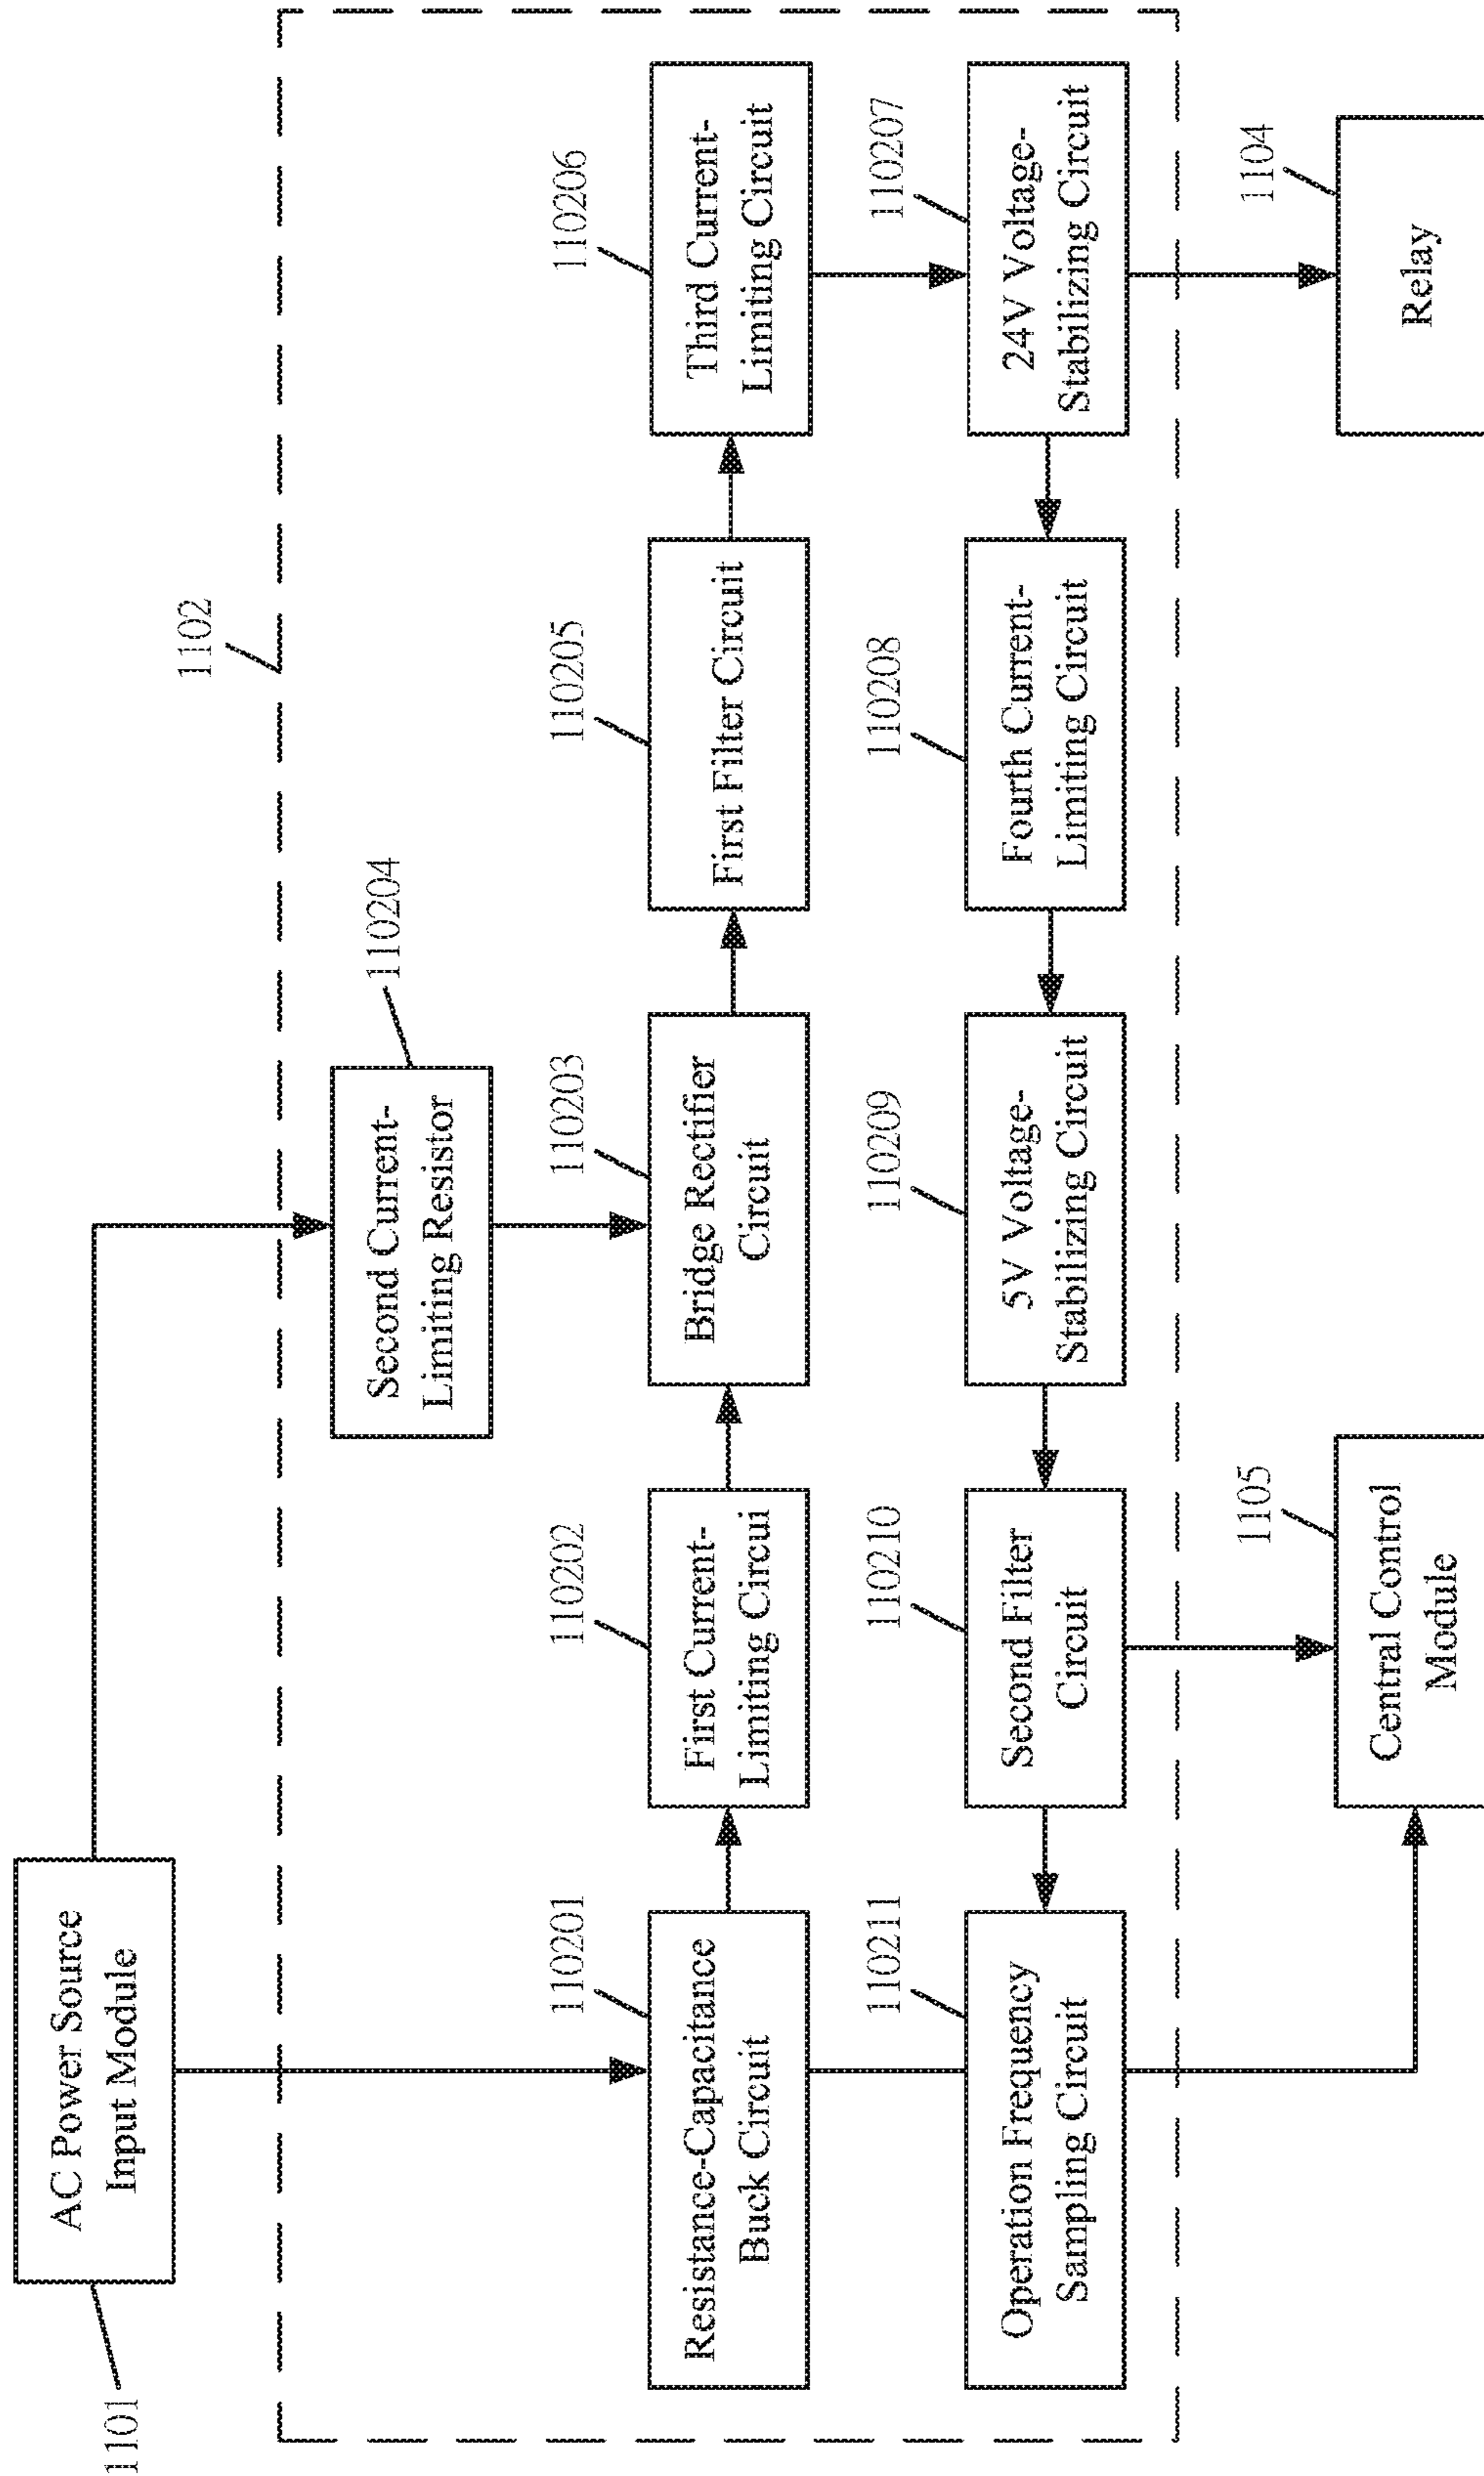 1101
AC Power Source
Input Module
1102
Second Current-
Limiting Resistor
110204
110201
Resistance-Capacitance
Buck Circuit
110202
First Current-
Limiting Circui
110203
Bridge Rectifier
Circuit
110205
First Filter Circuit
110206
Third Current-
Limiting Circuit
110211
Operation Frequency
Sampling Circuit
110210
Second Filter
Circuit
110209
5V Voltage-
Stabilizing Circuit
110208
Fourth Current-
Limiting Circuit
110207
24V Voltage-
Stabilizing Circuit
1105
Central Control
Module
1104
Relay